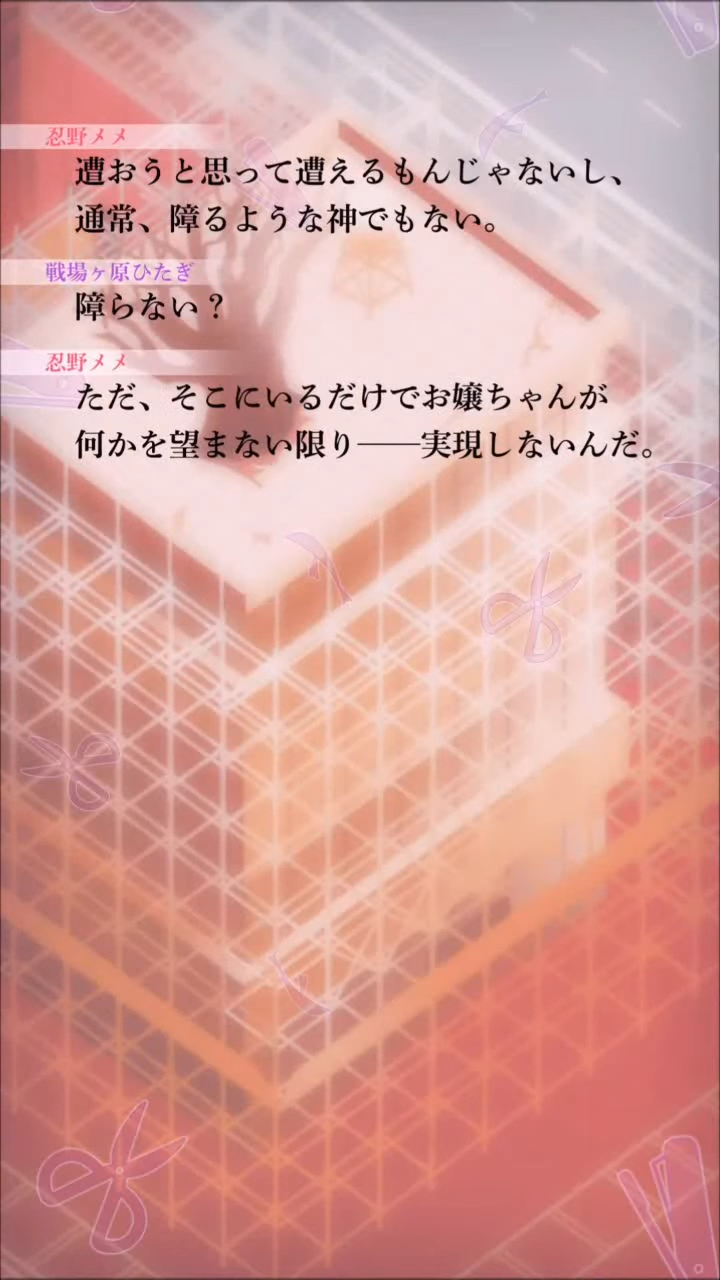 忍野メメ
遭おうと思って遭えるもんじゃないし、
通常、障るような神でもない。
戦場ヶ原ひたぎ
障らない？
忍野メメ
ただ、そこにいるだけでお嬢ちゃんが
何かを望まない限り──実現しないんだ。